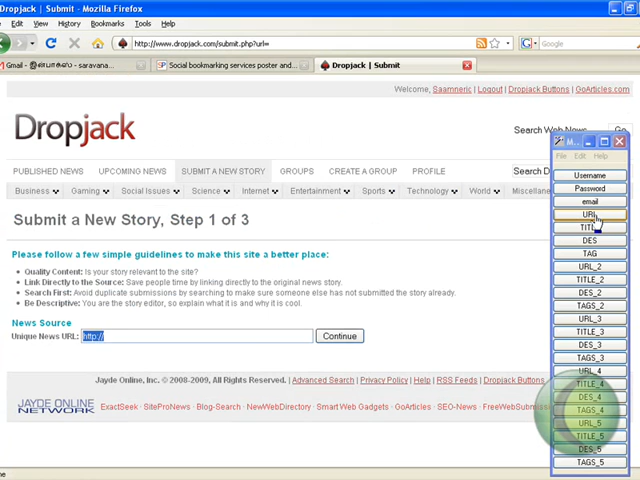 Dropjack | Submit - Mozilla Firefox
Edit View History Bookmarks Tools Help
http://www.dropjack.com/submit.php?url=
Google
Gmail - இன்பாக்ஸ் - saravana...
Social bookmarking services poster and...
Dropjack | Submit
Welcome, Saamneric | Logout | Dropjack Buttons | GoArticles.com
Dropjack
Search Web News Go
PUBLISHED NEWS UPCOMING NEWS SUBMIT A NEW STORY GROUPS CREATE A GROUP PROFILE
Search D
Business Gaming Social Issues Science Internet Entertainment Sports Technology World Miscellane
Submit a New Story, Step 1 of 3
Please follow a few simple guidelines to make this site a better place:
Quality Content: Is your story relevant to the site?
Link Directly to the Source: Save people time by linking directly to the original news story.
Search First: Avoid duplicate submissions by searching to make sure someone else has not submitted the story already.
Be Descriptive: You are the story editor, so explain what it is and why it is cool.
News Source
Unique News URL: http:// Continue
Jayde Online, Inc. © 2008-2009, All Rights Reserved. | Advanced Search | Privacy Policy | Help | RSS Feeds | Dropjack Buttons
JAYDE ONLINE
NETWORK
ExactSeek - SiteProNews - Blog-Search - NewWebDirectory - Smart Web Gadgets - GoArticles - SEO-News - FreeWebSubmis
M...
File Edit Help
Username
Password
email
URL
TITL
DES
TAG
URL_2
TITLE_2
DES_2
TAGS_2
URL_3
TITLE_3
DES_3
TAGS_3
URL_4
TITLE_4
DES_4
TAGS_4
URL_5
TITLE_5
DES_5
TAGS_5